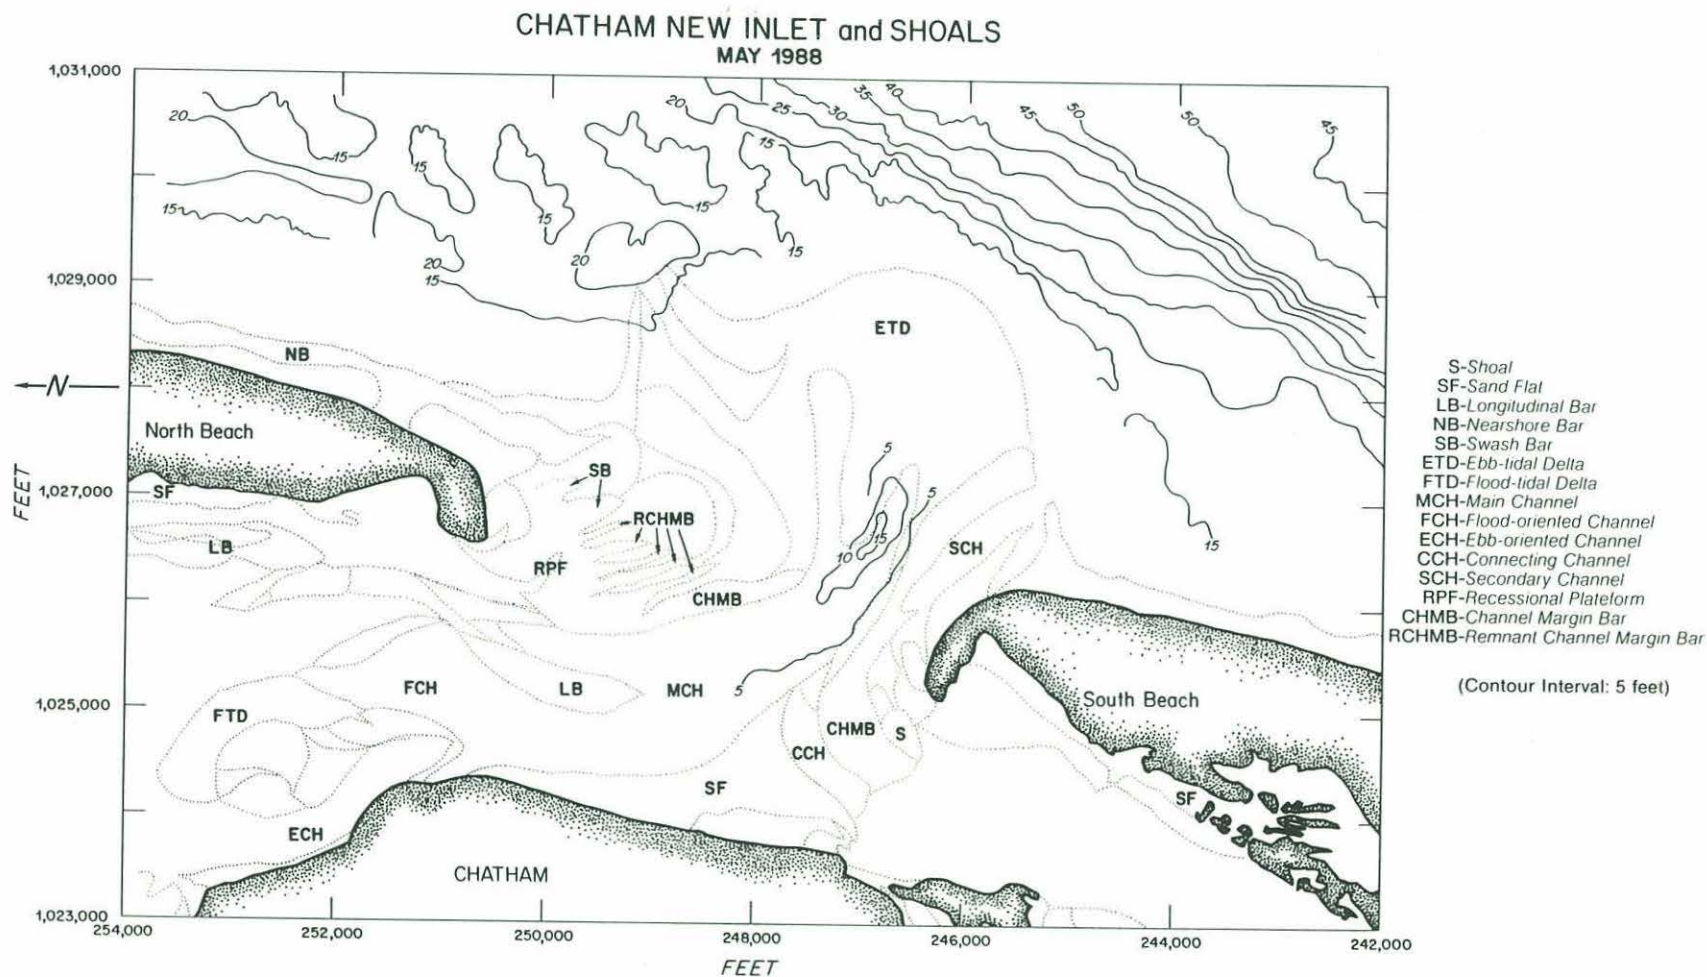 CHATHAM NEW INLET and SHOALS
MAY 1988
1,031,000
20
15
15
20
15
15
15
15
20
15
15
20
25
30
35
40
45
50
50
45
20
15
1,029,000
ETD
NB
N
North Beach
FEET
1,027,000
SF
SB
5
5
RCHMB
10
15
15
LB
SCH
RPF
CHMB
FCH
LB
MCH
5
1,025,000
FTD
South Beach
CHMB
S
CCH
SF
SF
ECH
CHATHAM
1,023,000
254,000
252,000
250,000
248,000
246,000
244,000
242,000
FEET
S-Shoal
SF-Sand Flat
LB-Longitudinal Bar
NB-Nearshore Bar
SB-Swash Bar
ETD-Ebb-tidal Delta
FTD-Flood-tidal Delta
MCH-Main Channel
FCH-Flood-oriented Channel
ECH-Ebb-oriented Channel
CCH-Connecting Channel
SCH-Secondary Channel
RPF-Recessional Plateform
CHMB-Channel Margin Bar
RCHMB-Remnant Channel Margin Bar
(Contour Interval: 5 feet)